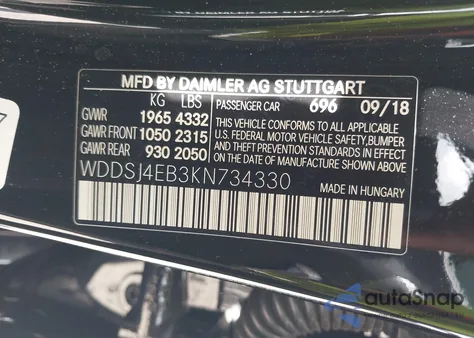 MFD BY DAIMLER AG STUTTGART
KG LBS
GVWR 1965 4332
GAWR FRONT 1050 2315
GAWR REAR 930 2050
PASSENGER CAR 696 09/18
THIS VEHICLE CONFORMS TO ALL APPLICABLE
U.S. FEDERAL MOTOR VEHICLE SAFETY, BUMPER,
AND THEFT PREVENTION STANDARDS IN EFFECT
ON THE DATE OF MANUFACTURE SHOWN ABOVE.
WDDSJ4EB3KN734330
MADE IN HUNGARY
autoSnap